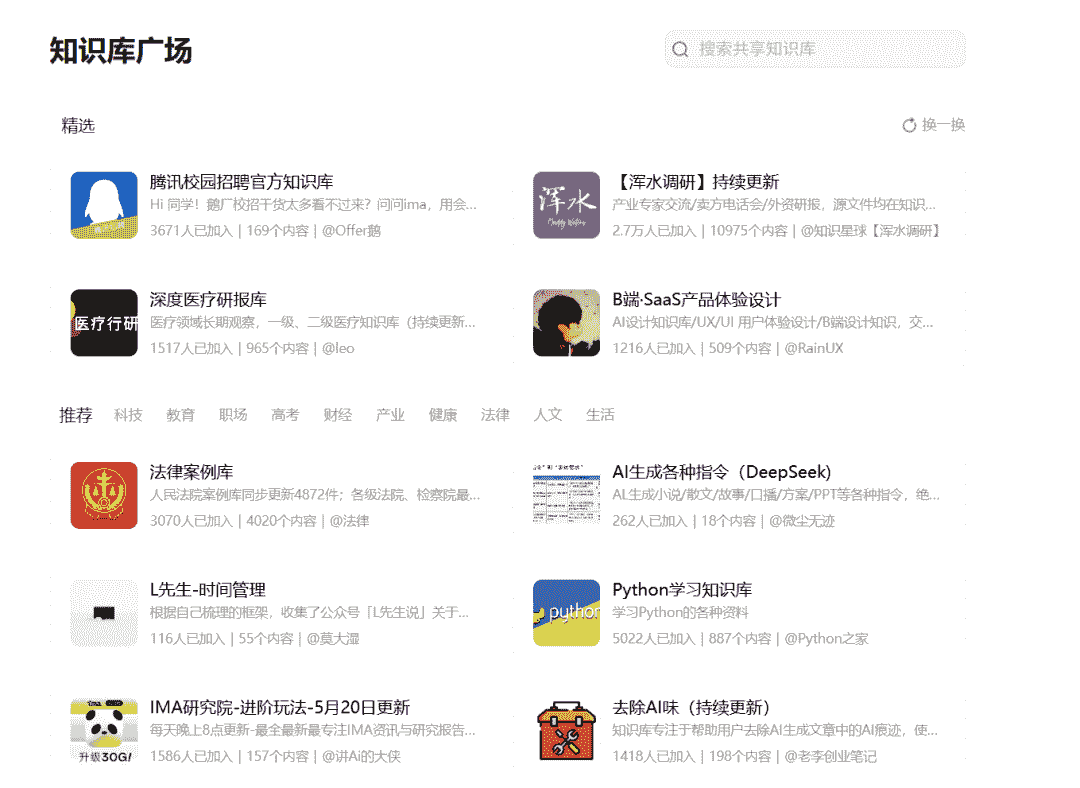 知识库广场
搜索共享知识库
精选
换一换
腾讯校园招聘官方知识库
Hi 同学！鹅厂校招干货太多看不过来？问问ima，用会...
3671人已加入 | 169个内容 | @Offer鹅
浑水
Muddy Waters
【浑水调研】持续更新
产业专家交流/卖方电话会/外资研报，源文件均在知识...
2.7万人已加入 | 10975个内容 | @知识星球【浑水调研】
医疗行研
深度医疗研报库
医疗领域长期观察，一级、二级医疗知识库（持续更新...
1517人已加入 | 965个内容 | @leo
B端·SaaS产品体验设计
AI设计知识库/UX/UI 用户体验设计/B端设计知识，交...
1216人已加入 | 509个内容 | @RainUX
推荐 科技 教育 职场 高考 财经 产业 健康 法律 人文 生活
法律案例库
人民法院案例库同步更新4872件；各级法院、检察院最...
3070人已加入 | 4020个内容 | @法律
AI生成各种指令（DeepSeek)
AL生成小说/散文/故事/口播/方案/PPT等各种指令，绝...
262人已加入 | 18个内容 | @微尘无迹
L先生-时间管理
根据自己梳理的框架，收集了公众号「L先生说」关于...
116人已加入 | 55个内容 | @莫大湿
python
Python学习知识库
学习Python的各种资料
5022人已加入 | 887个内容 | @Python之家
ima
升级30G!
IMA研究院-进阶玩法-5月20日更新
每天晚上8点更新-最全最新最专注IMA资讯与研究报告...
1586人已加入 | 157个内容 | @讲Ai的大侠
去除AI味（持续更新）
知识库专注于帮助用户去除AI生成文章中的AI痕迹，使...
1418人已加入 | 198个内容 | @老李创业笔记